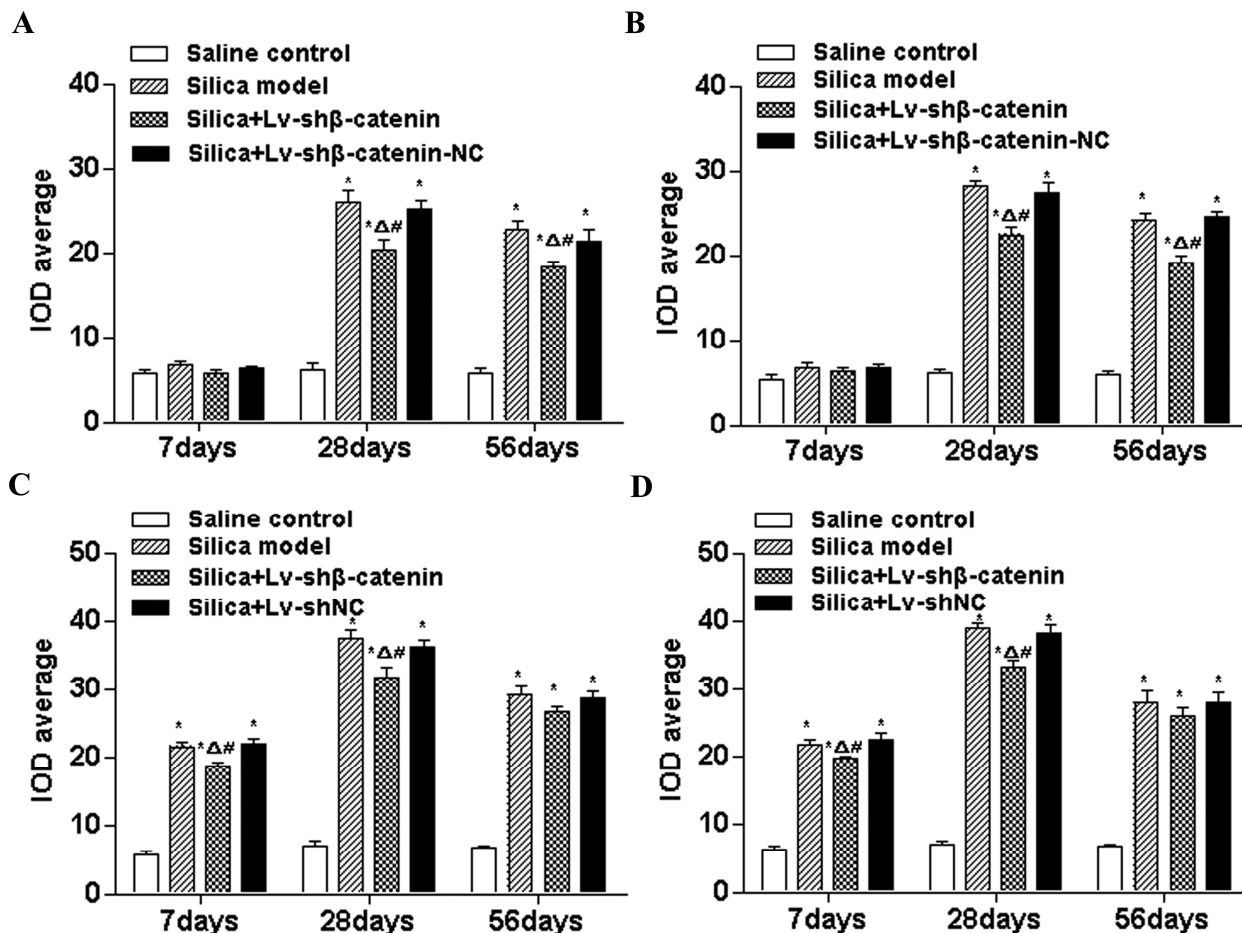 A
Saline control
Silica model
Silica+Lv-shβ-catenin
Silica+Lv-shβ-catenin-NC
IOD average
40
30
20
10
0
*
*Δ#
*
*
*Δ#
*
7days
28days
56days
B
Saline control
Silica model
Silica+Lv-shβ-catenin
Silica+Lv-shβ-catenin-NC
IOD average
40
30
20
10
0
*
*Δ#
*
*
*Δ#
*
7days
28days
56days
C
Saline control
Silica model
Silica+Lv-shβ-catenin
Silica+Lv-shNC
IOD average
50
40
30
20
10
0
*
*Δ#
*
*
*Δ#
*
*
*
*
7days
28days
56days
D
Saline control
Silica model
Silica+Lv-shβ-catenin
Silica+Lv-shNC
IOD average
50
40
30
20
10
0
*
*Δ#
*
*
*Δ#
*
*
*
*
7days
28days
56days